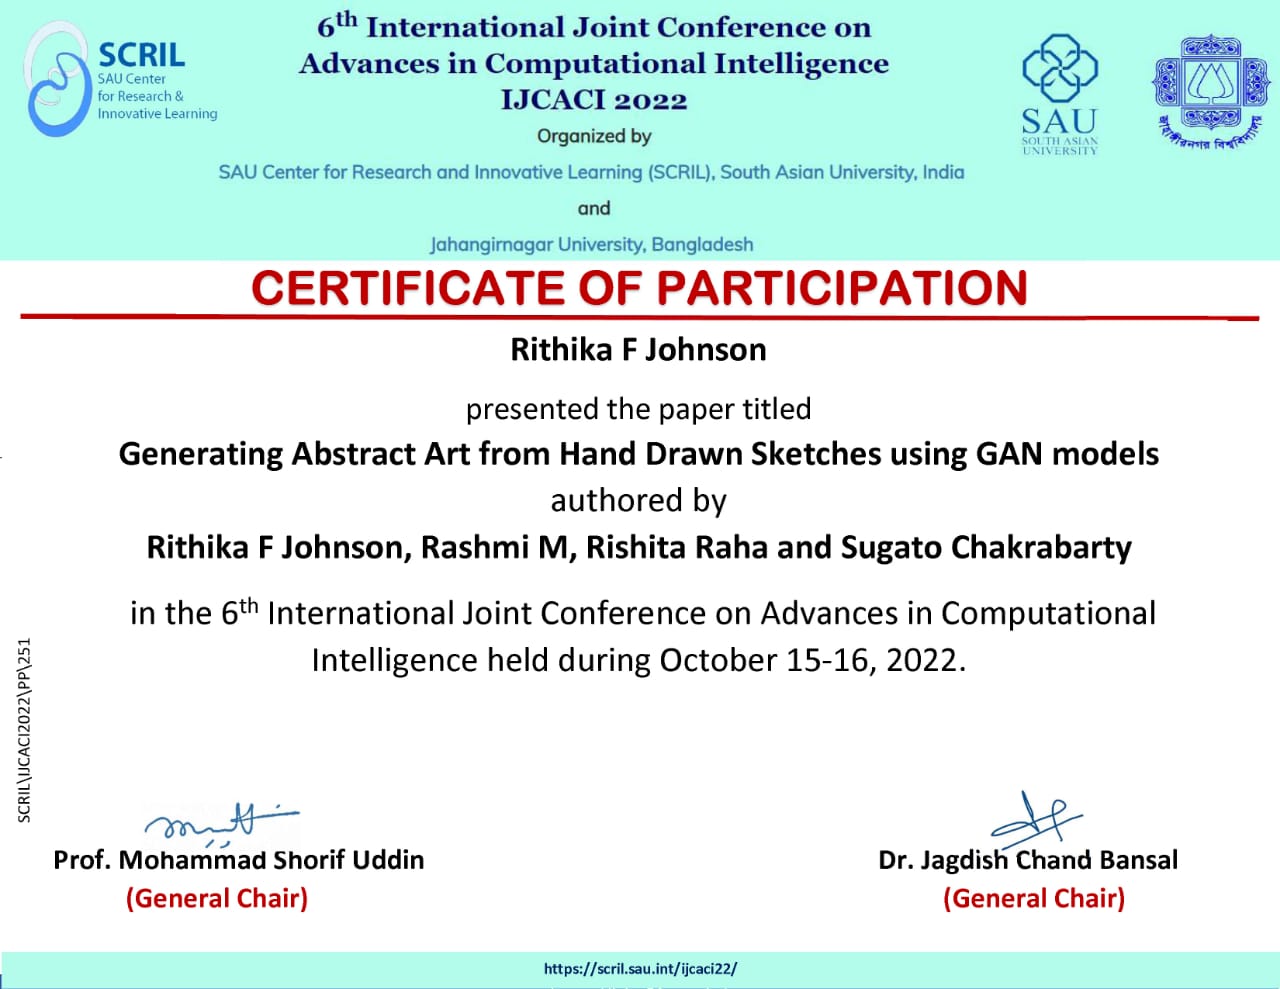 SCRIL
SAU Center
for Research &
Innovative Learning
6th International Joint Conference on
Advances in Computational Intelligence
IJCACI 2022
Organized by
SAU Center for Research and Innovative Learning (SCRIL), South Asian University, India
and
Jahangirnagar University, Bangladesh
SAU
SOUTH ASIAN
UNIVERSITY
জাহাঙ্গীরনগর বিশ্ববিদ্যালয়
CERTIFICATE OF PARTICIPATION
Rithika F Johnson
presented the paper titled
Generating Abstract Art from Hand Drawn Sketches using GAN models
authored by
Rithika F Johnson, Rashmi M, Rishita Raha and Sugato Chakrabarty
in the 6th International Joint Conference on Advances in Computational
Intelligence held during October 15-16, 2022.
SCRIL\IJCACI2022\PP\251
Prof. Mohammad Shorif Uddin
(General Chair)
Dr. Jagdish Chand Bansal
(General Chair)
https://scril.sau.int/ijcaci22/